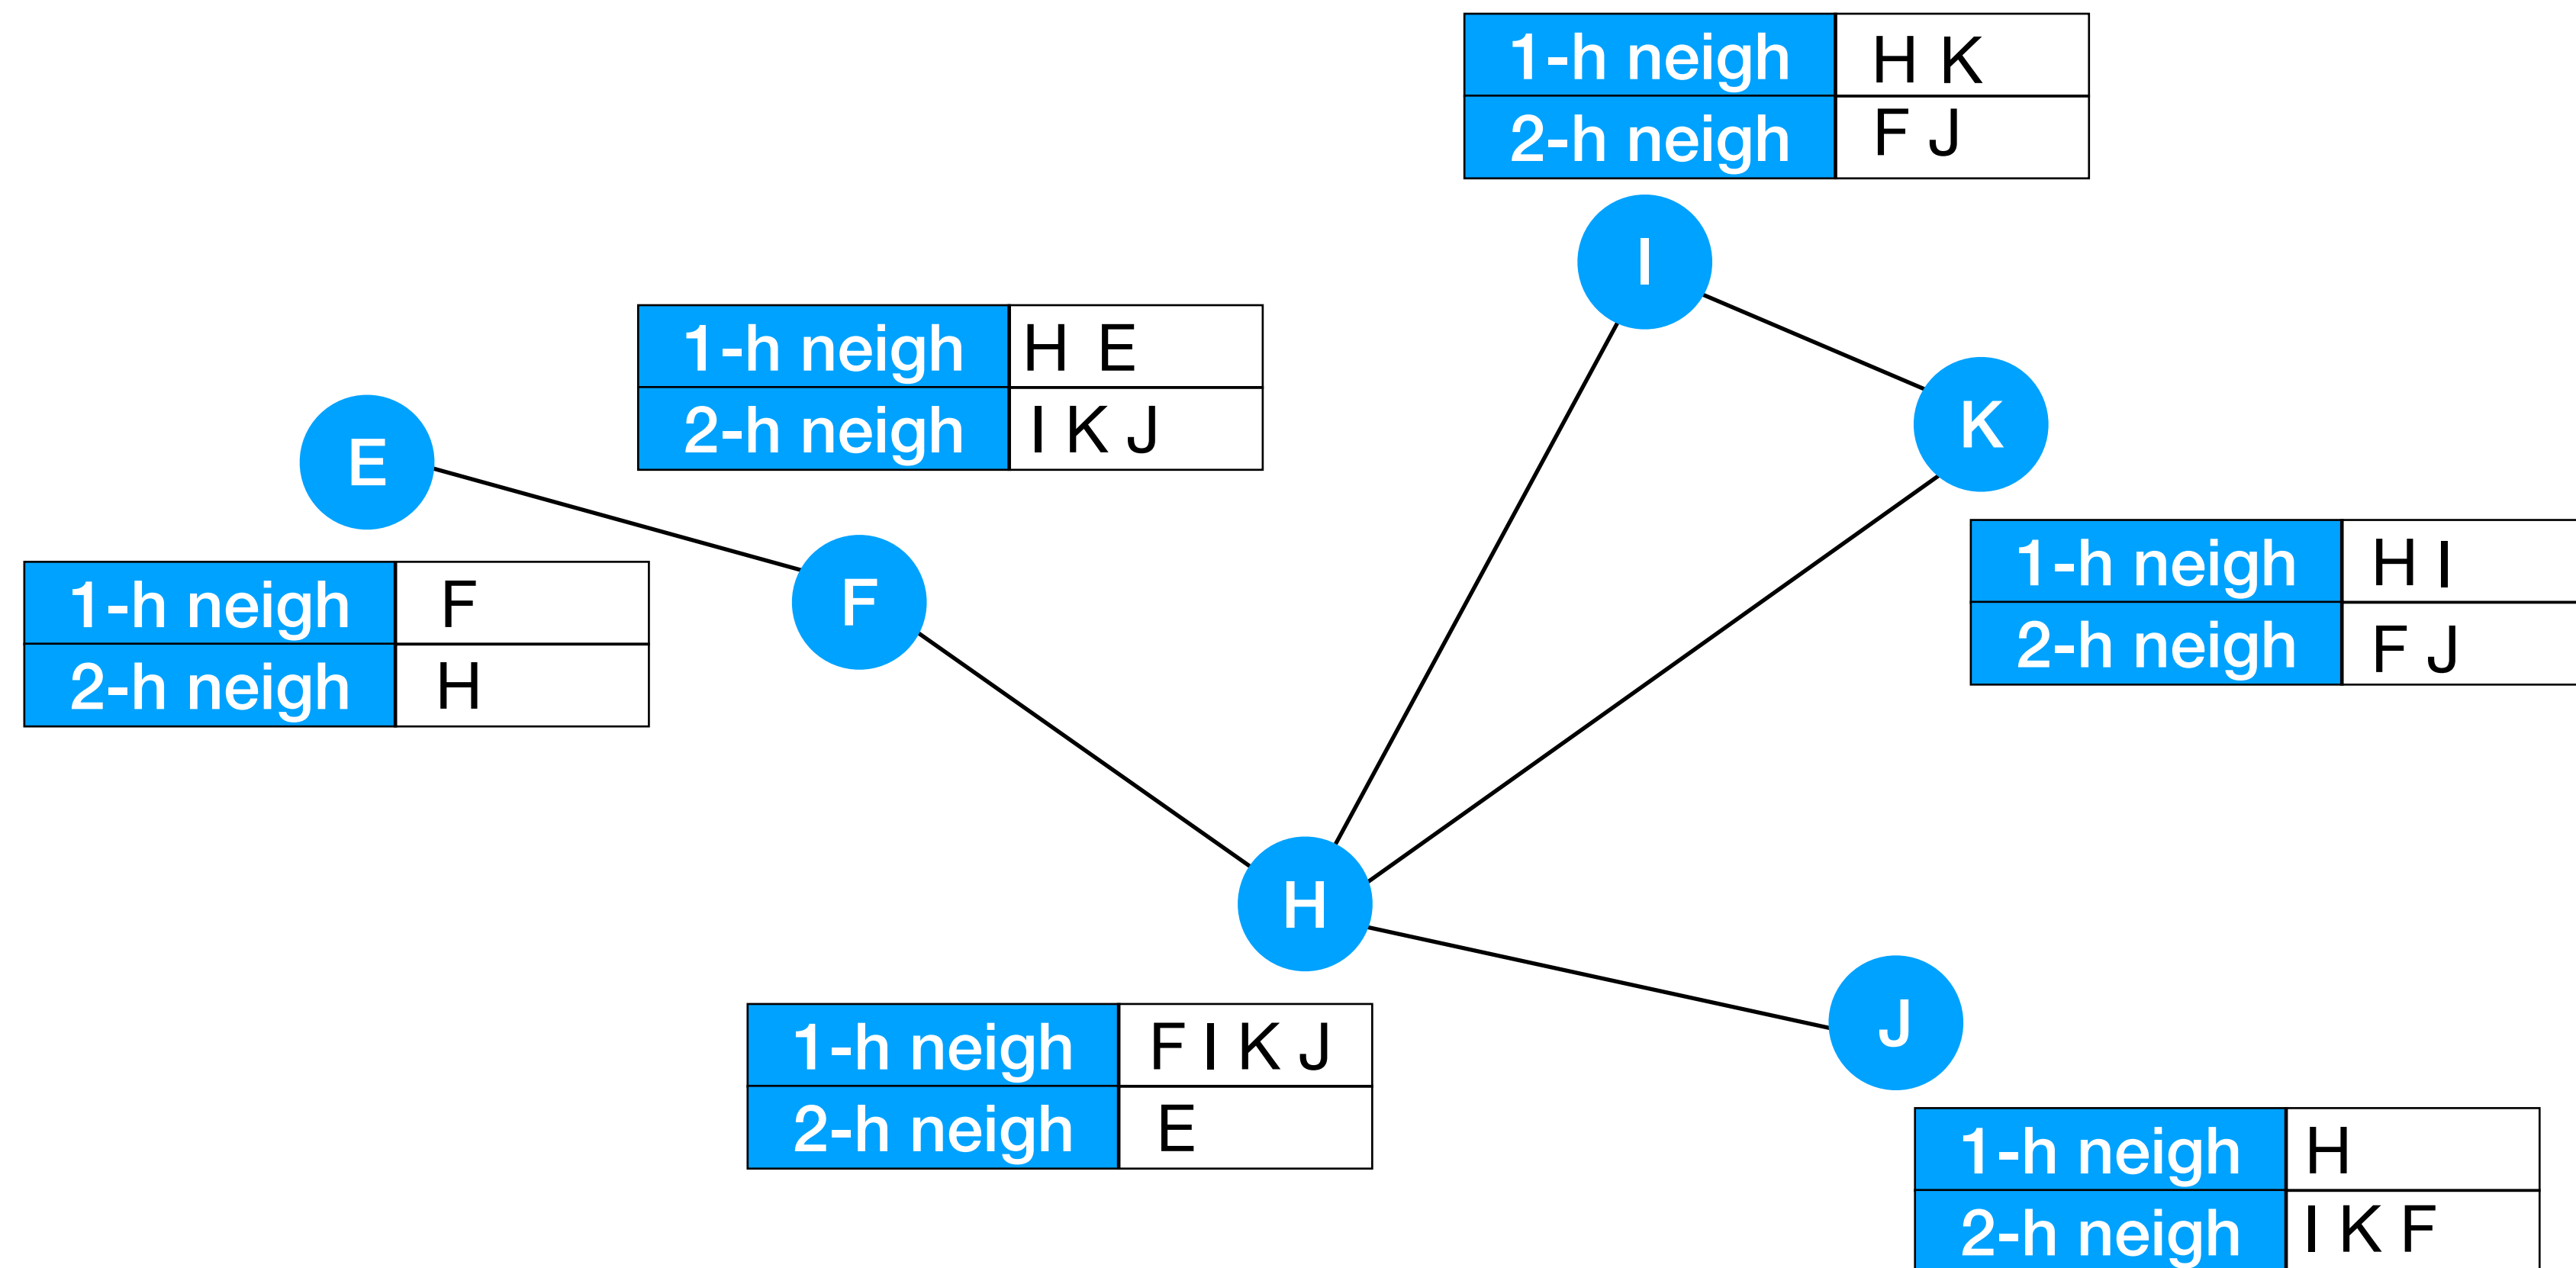 1-h neigh H K
2-h neigh F J
I
1-h neigh H E
2-h neigh I K J
E
K
F
1-h neigh F
2-h neigh H
1-h neigh H I
2-h neigh F J
H
J
1-h neigh F I K J
2-h neigh E
1-h neigh H
2-h neigh I K F